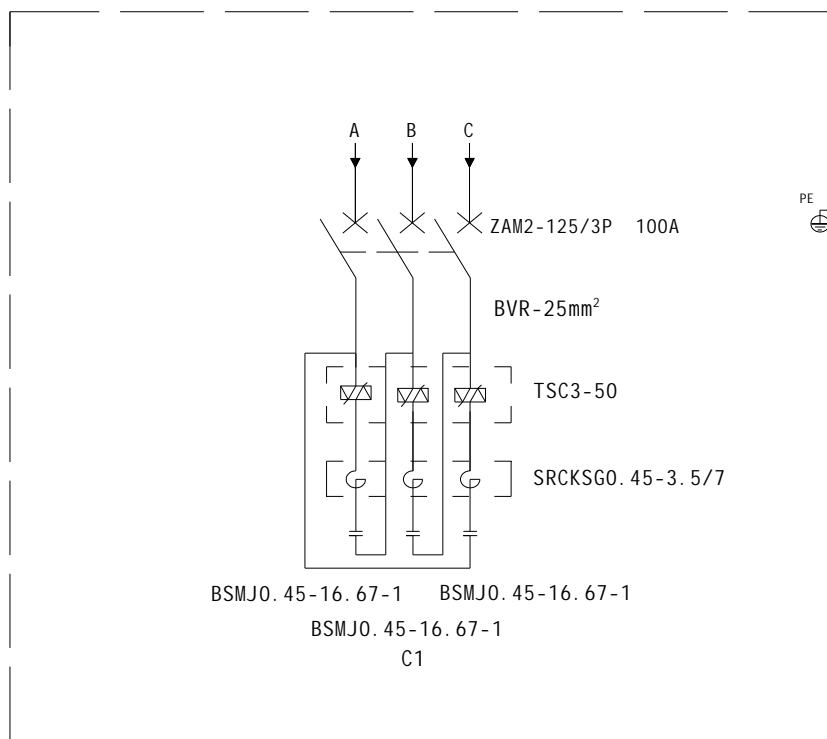 A B C
PE
ZAM2-125/3P 100A
BVR-25mm²
TSC3-50
SRCKSG0.45-3.5/7
BSMJ0.45-16.67-1 BSMJ0.45-16.67-1
BSMJ0.45-16.67-1
C1